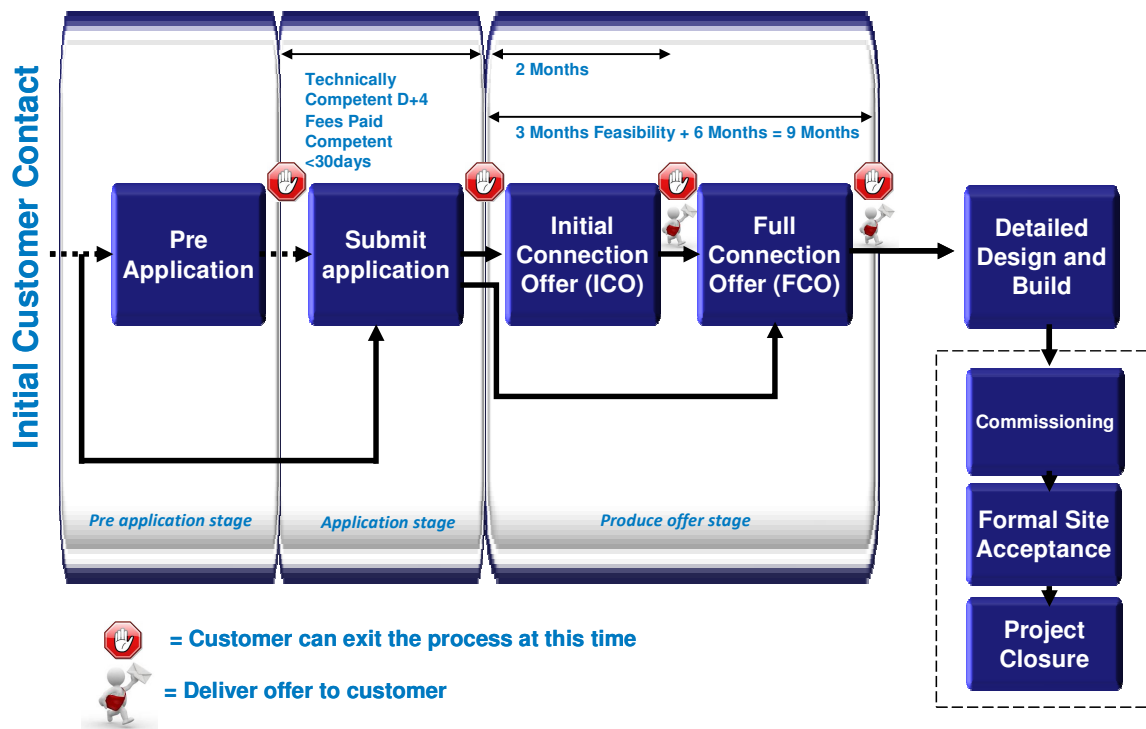 Initial Customer Contact
Technically
Competent D+4
Fees Paid
Competent
<30days
2 Months
3 Months Feasibility + 6 Months = 9 Months
Pre
Application
Submit
application
Initial
Connection
Offer (ICO)
Full
Connection
Offer (FCO)
Detailed
Design and
Build
Commissioning
Formal Site
Acceptance
Project
Closure
Pre application stage
Application stage
Produce offer stage
= Customer can exit the process at this time
= Deliver offer to customer